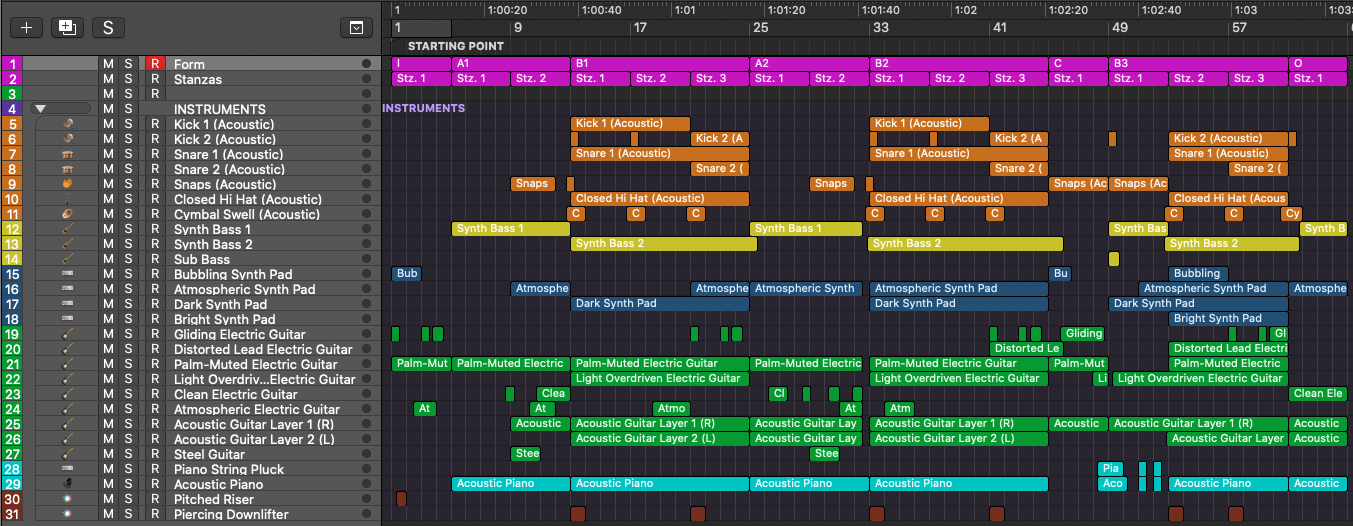 1 1:00:20 1:00:40 1:01 1:01:20 1:01:40 1:02 1:02:20 1:02:40 1:03 1:03:
S 1 9 17 25 33 41 49 57
STARTING POINT
1 M S R Form I A1 B1 A2 B2 C B3 O
2 M S R Stanzas Stz. 1 Stz. 1 Stz. 2 Stz. 1 Stz. 2 Stz. 3 Stz. 1 Stz. 2 Stz. 1 Stz. 2 Stz. 3 Stz. 1 Stz. 1 Stz. 2 Stz. 3 Stz. 1
3 M S R
4 M S INSTRUMENTS INSTRUMENTS
5 M S R Kick 1 (Acoustic) Kick 1 (Acoustic) Kick 1 (Acoustic)
6 M S R Kick 2 (Acoustic) Kick 2 (A Kick 2 (A Kick 2 (Acoustic)
7 M S R Snare 1 (Acoustic) Snare 1 (Acoustic) Snare 1 (Acoustic) Snare 1 (Acoustic)
8 M S R Snare 2 (Acoustic) Snare 2 ( Snare 2 ( Snare 2 (
9 M S R Snaps (Acoustic) Snaps Snaps Snaps (Ac Snaps (Ac
10 M S R Closed Hi Hat (Acoustic) Closed Hi Hat (Acoustic) Closed Hi Hat (Acoustic) Closed Hi Hat (Acous
11 M S R Cymbal Swell (Acoustic) C C C C C C C C Cy
12 M S R Synth Bass 1 Synth Bass 1 Synth Bass 1 Synth Bas Synth B
13 M S R Synth Bass 2 Synth Bass 2 Synth Bass 2 Synth Bass 2
14 M S R Sub Bass
15 M S R Bubbling Synth Pad Bub Bu Bubbling
16 M S R Atmospheric Synth Pad Atmosphe Atmosphe Atmospheric Synth Atmospheric Synth Pad Atmospheric Synth Pad Atmosphe
17 M S R Dark Synth Pad Dark Synth Pad Dark Synth Pad Dark Synth Pad
18 M S R Bright Synth Pad Bright Synth Pad
19 M S R Gliding Electric Guitar Gliding Gl
20 M S R Distorted Lead Electric Guitar Distorted Le Distorted Lead Electri
21 M S R Palm-Muted Electric Guitar Palm-Mut Palm-Muted Electric Palm-Muted Electric Guitar Palm-Muted Electric Palm-Muted Electric Guitar Palm-Mut Palm-Muted Electric
22 M S R Light Overdriv...Electric Guitar Light Overdriven Electric Guitar Light Overdriven Electric Guitar Li Light Overdriven Electric Guitar
23 M S R Clean Electric Guitar Clea Cl Clean Ele
24 M S R Atmospheric Electric Guitar At At Atmo At Atm
25 M S R Acoustic Guitar Layer 1 (R) Acoustic Acoustic Guitar Layer 1 (R) Acoustic Guitar Lay Acoustic Guitar Layer 1 (R) Acoustic Acoustic Guitar Layer 1 (R) Acoustic
26 M S R Acoustic Guitar Layer 2 (L) Acoustic Guitar Layer 2 (L) Acoustic Guitar Lay Acoustic Guitar Layer 2 (L) Acoustic Guitar Layer Acoustic
27 M S R Steel Guitar Stee Stee
28 M S R Piano String Pluck Pia
29 M S R Acoustic Piano Acoustic Piano Acoustic Piano Acoustic Piano Acoustic Piano Aco Acoustic Piano Acoustic
30 M S R Pitched Riser
31 M S R Piercing Downlifter